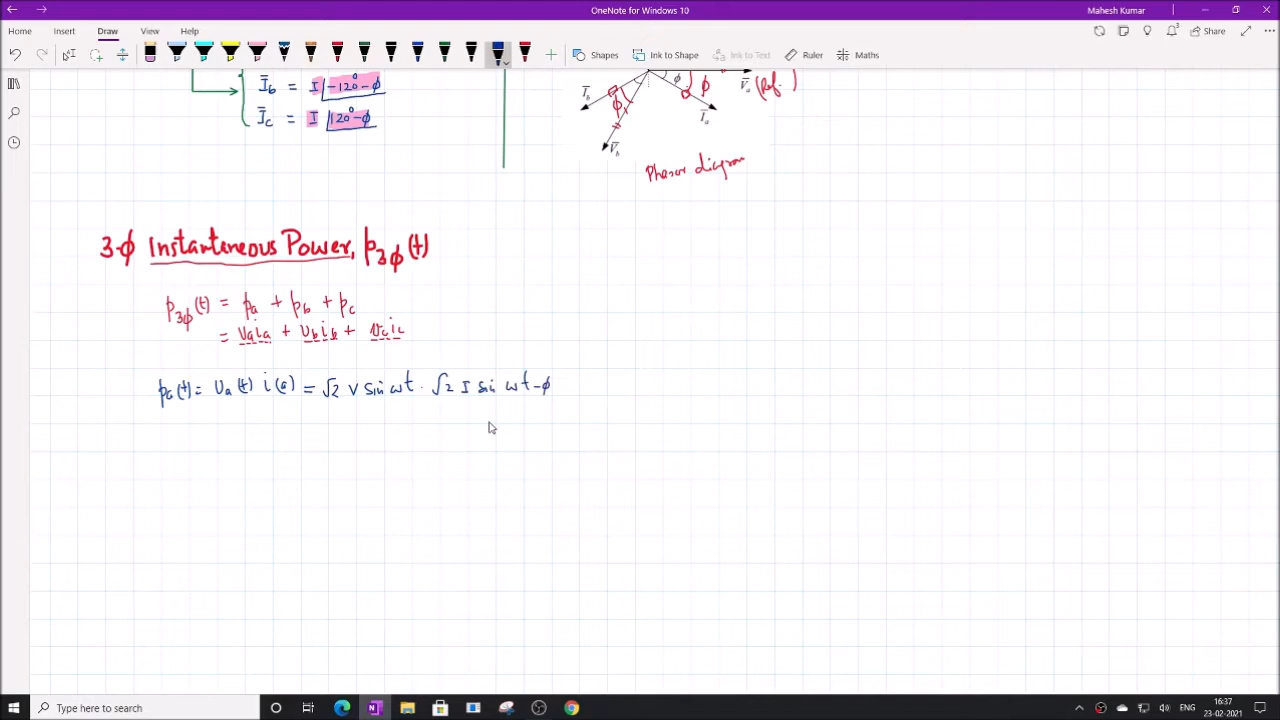 OneNote for Windows 10
Mahesh Kumar
Home Insert Draw View Help
Share
Shapes Ink to Shape Ink to Text Ruler Maths
I̅b = I∠-120°-φ
I̅c = I∠120°-φ
φ φ V̅a (Ref.)
I̅b φ
I̅a
V̅b
Phasor diagram
3-φ Instantaneous Power, p3φ(t)
p3φ(t) = pa + pb + pc
= vaia + vbib + vcic
pa(t) = va(t) i(a) = √2 V sin ωt . √2 I sin ωt-φ
Type here to search
ENG
16:37
23-02-2021